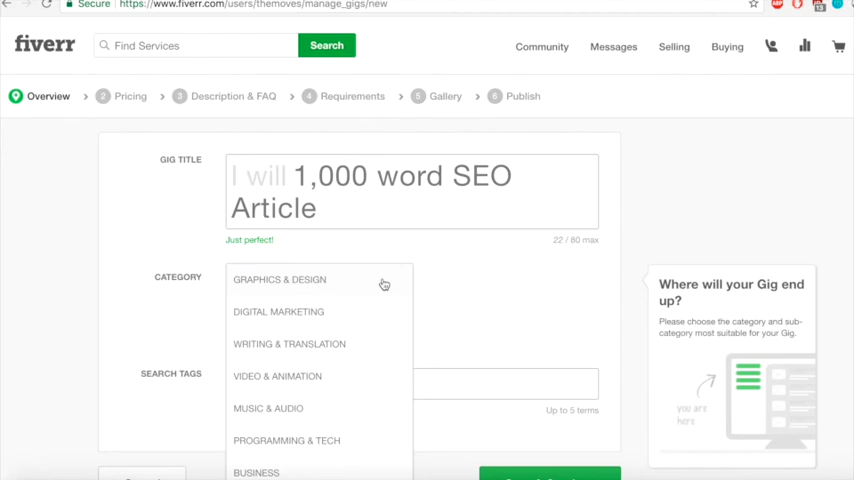 Secure https://www.fiverr.com/users/themoves/manage_gigs/new
ABP
13
fiverr Find Services Search Community Messages Selling Buying
Overview 2 Pricing 3 Description & FAQ 4 Requirements 5 Gallery 6 Publish
GIG TITLE
I will 1,000 word SEO
Article
Just perfect! 22 / 80 max
CATEGORY
GRAPHICS & DESIGN
DIGITAL MARKETING
WRITING & TRANSLATION
VIDEO & ANIMATION
MUSIC & AUDIO
PROGRAMMING & TECH
BUSINESS
SEARCH TAGS
Up to 5 terms
Where will your Gig end
up?
Please choose the category and sub-
category most suitable for your Gig.
you are
here